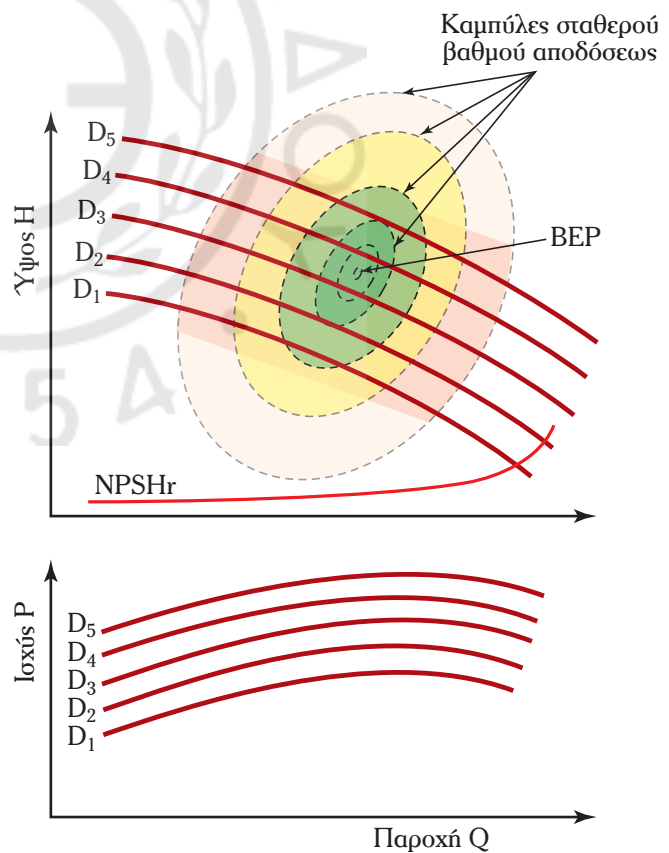 Καμπύλες σταθερού
βαθμού αποδόσεως
D5
D4
D3
D2
D1
Ύψος H
BEP
NPSHr
54
D5
D4
D3
D2
D1
Ισχύς P
Παροχή Q